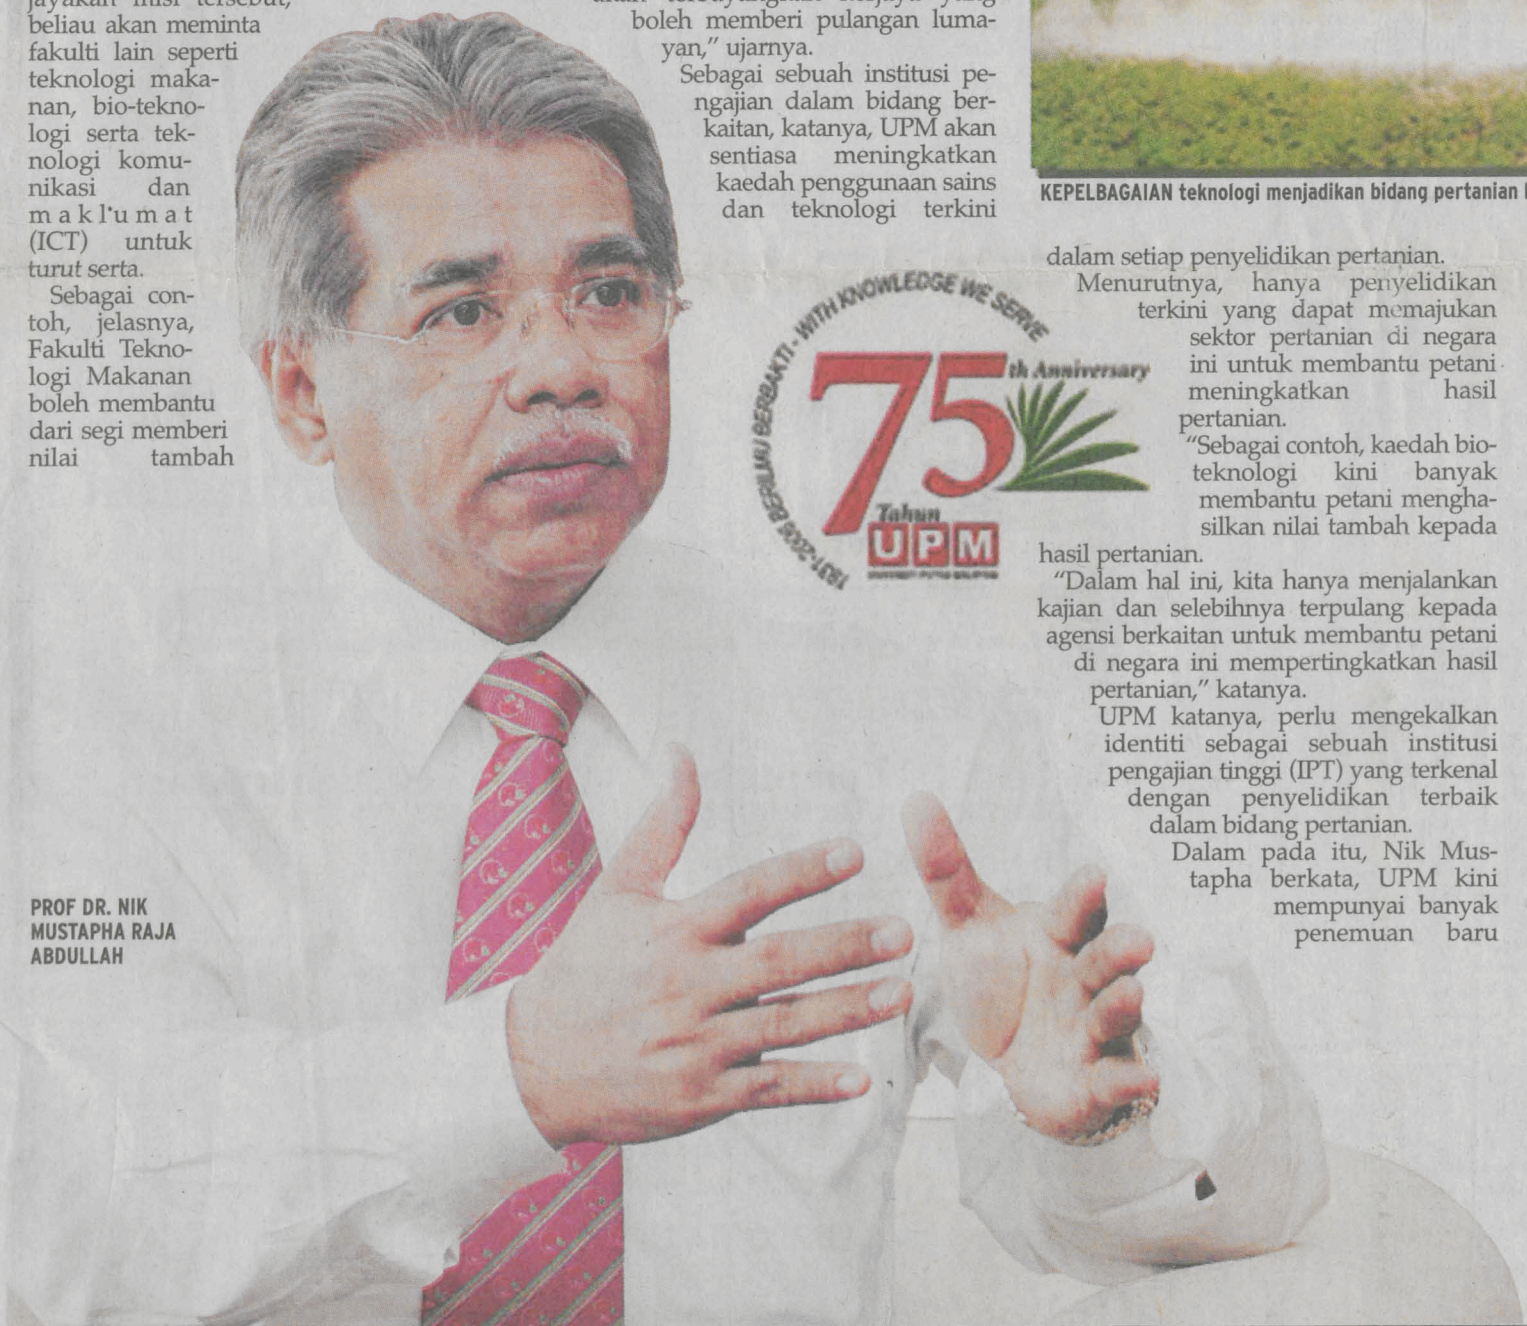 beliau akan meminta
fakulti lain seperti
teknologi maka-
nan, bio-tekno-
logi serta tek-
nologi komu-
nikasi dan
maklumat
(ICT) untuk
turut serta.
Sebagai con-
toh, jelasnya,
Fakulti Tekno-
logi Makanan
boleh membantu
dari segi memberi
nilai tambah
PROF DR. NIK
MUSTAPHA RAJA
ABDULLAH
boleh memberi pulangan luma-
yan,” ujarnya.
Sebagai sebuah institusi pe-
ngajian dalam bidang ber-
kaitan, katanya, UPM akan
sentiasa meningkatkan
kaedah penggunaan sains
dan teknologi terkini
1931-2006 BERILMU BERBAKTI - WITH KNOWLEDGE WE SERVE
75
th Anniversary
Tahun
UPM
UNIVERSITI PUTRA MALAYSIA
KEPELBAGAIAN teknologi menjadikan bidang pertanian
dalam setiap penyelidikan pertanian.
Menurutnya, hanya penyelidikan
terkini yang dapat memajukan
sektor pertanian di negara
ini untuk membantu petani
meningkatkan hasil
pertanian.
“Sebagai contoh, kaedah bio-
teknologi kini banyak
membantu petani mengha-
silkan nilai tambah kepada
hasil pertanian.
“Dalam hal ini, kita hanya menjalankan
kajian dan selebihnya terpulang kepada
agensi berkaitan untuk membantu petani
di negara ini mempertingkatkan hasil
pertanian,” katanya.
UPM katanya, perlu mengekalkan
identiti sebagai sebuah institusi
pengajian tinggi (IPT) yang terkenal
dengan penyelidikan terbaik
dalam bidang pertanian.
Dalam pada itu, Nik Mus-
tapha berkata, UPM kini
mempunyai banyak
penemuan baru